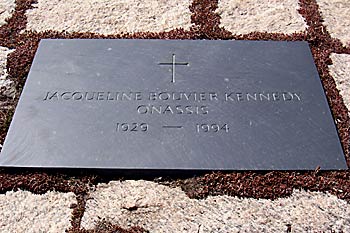 JACQUELINE BOUVIER KENNEDY
ONASSIS
1929 — 1994